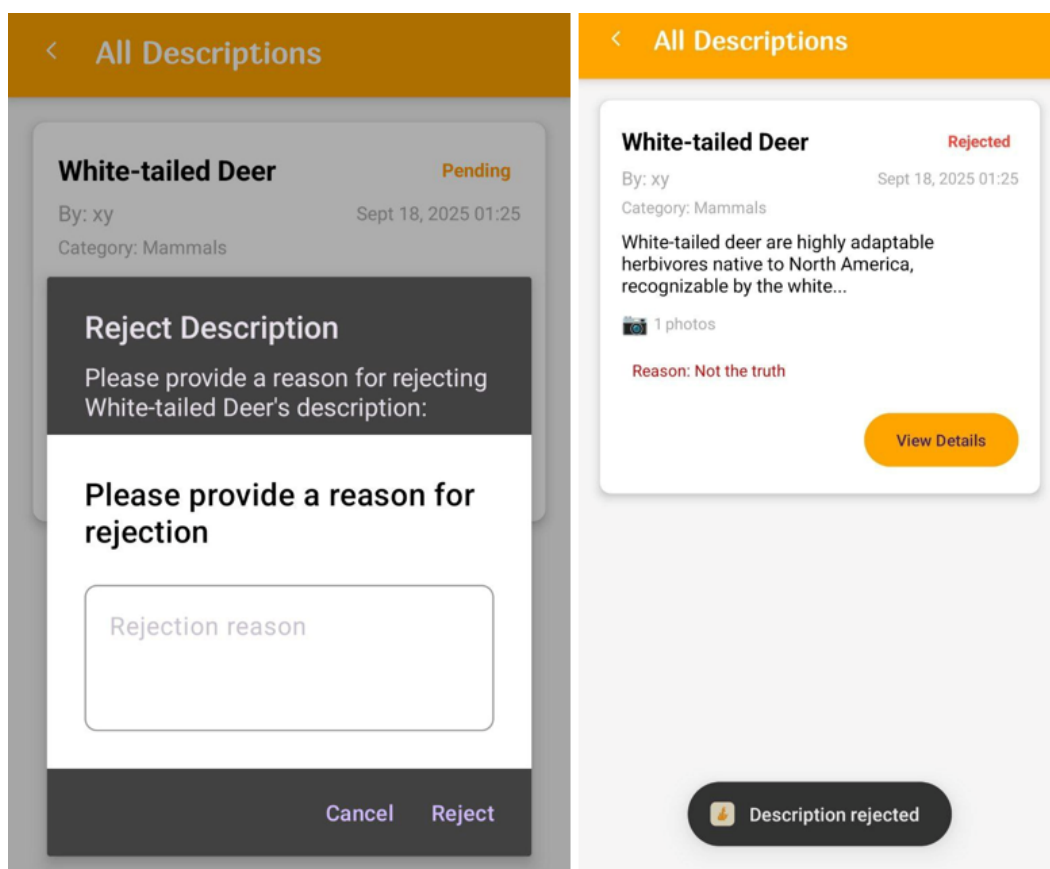 All Descriptions
White-tailed Deer
Pending
By: xy
Sept 18, 2025 01:25
Category: Mammals
Reject Description
Please provide a reason for rejecting
White-tailed Deer's description:
Please provide a reason for
rejection
Rejection reason
Cancel
Reject
All Descriptions
White-tailed Deer
Rejected
By: xy
Sept 18, 2025 01:25
Category: Mammals
White-tailed deer are highly adaptable
herbivores native to North America,
recognizable by the white...
1 photos
Reason: Not the truth
View Details
Description rejected